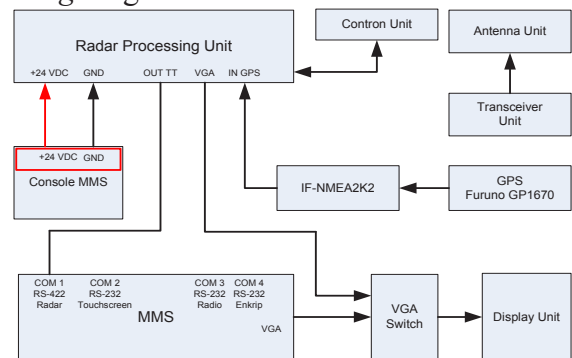 Contron Unit
Antenna Unit
Radar Processing Unit
+24 VDC GND OUT TT VGA IN GPS
Transceiver
Unit
+24 VDC GND
Console MMS
IF-NMEA2K2
GPS
Furuno GP1670
COM 1 COM 2 COM 3 COM 4
RS-422 RS-232 RS-232 RS-232
Radar Touchscreen Radio Enkrip
MMS
VGA
VGA
Switch
Display Unit